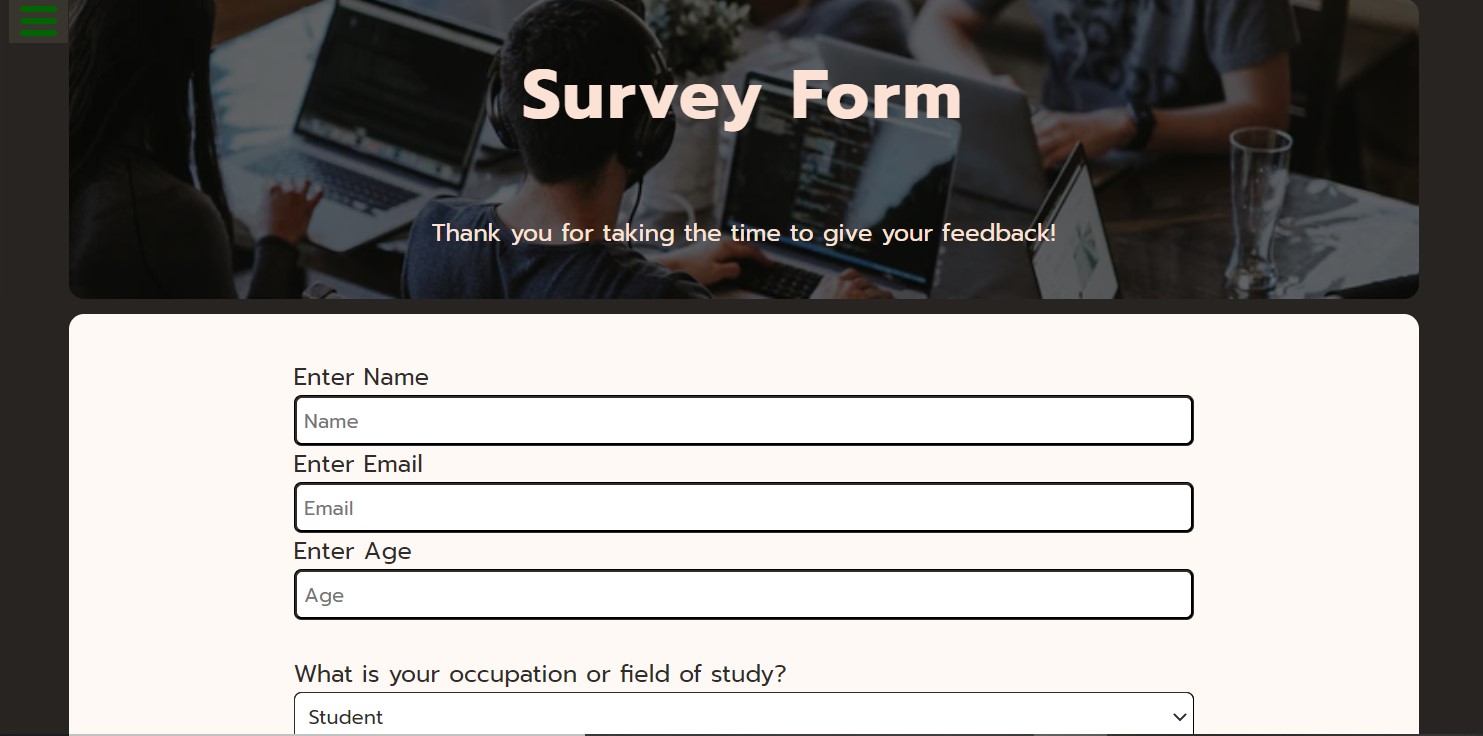 Survey Form
Thank you for taking the time to give your feedback!
Enter Name
Name
Enter Email
Email
Enter Age
Age
What is your occupation or field of study?
Student